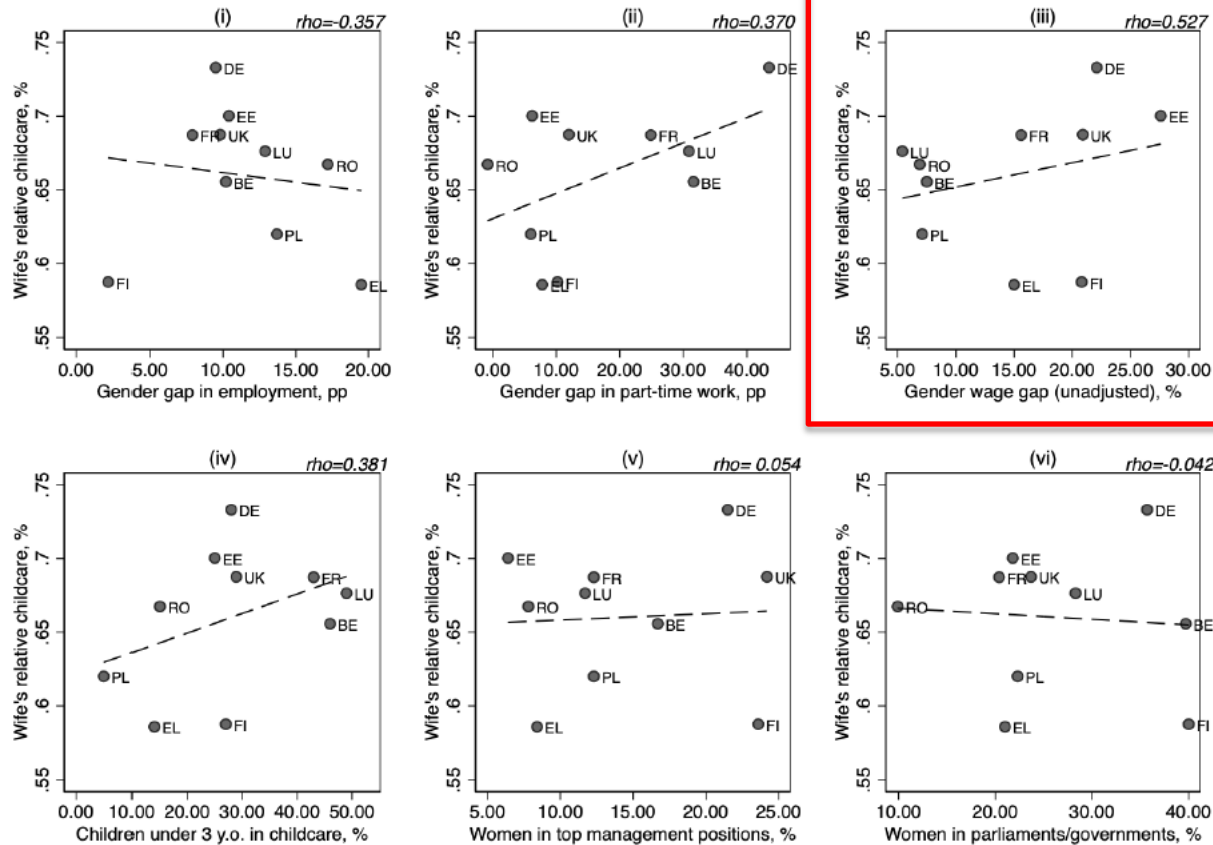 (i)
rho=-0.357
Wife's relative childcare, %
.75
.7
.65
.6
.55
DE
EE
FR
UK
LU
RO
BE
PL
FI
EL
0.00 5.00 10.00 15.00 20.00
Gender gap in employment, pp
(ii)
rho=0.370
Wife's relative childcare, %
.75
.7
.65
.6
.55
DE
EE
UK
FR
LU
RO
BE
PL
EL
FI
0.00 10.00 20.00 30.00 40.00
Gender gap in part-time work, pp
(iii)
rho=0.527
Wife's relative childcare, %
.75
.7
.65
.6
.55
DE
EE
FR
UK
LU
RO
BE
PL
EL
FI
5.00 10.00 15.00 20.00 25.00 30.00
Gender wage gap (unadjusted), %
(iv)
rho=0.381
Wife's relative childcare, %
.75
.7
.65
.6
.55
DE
EE
UK
FR
LU
RO
BE
PL
EL
FI
0.00 10.00 20.00 30.00 40.00 50.00
Children under 3 y.o. in childcare, %
(v)
rho= 0.054
Wife's relative childcare, %
.75
.7
.65
.6
.55
DE
EE
FR
UK
LU
RO
BE
PL
EL
FI
5.00 10.00 15.00 20.00 25.00
Women in top management positions, %
(vi)
rho=-0.042
Wife's relative childcare, %
.75
.7
.65
.6
.55
DE
EE
FR
UK
LU
RO
BE
PL
EL
FI
10.00 20.00 30.00 40.00
Women in parliaments/governments, %